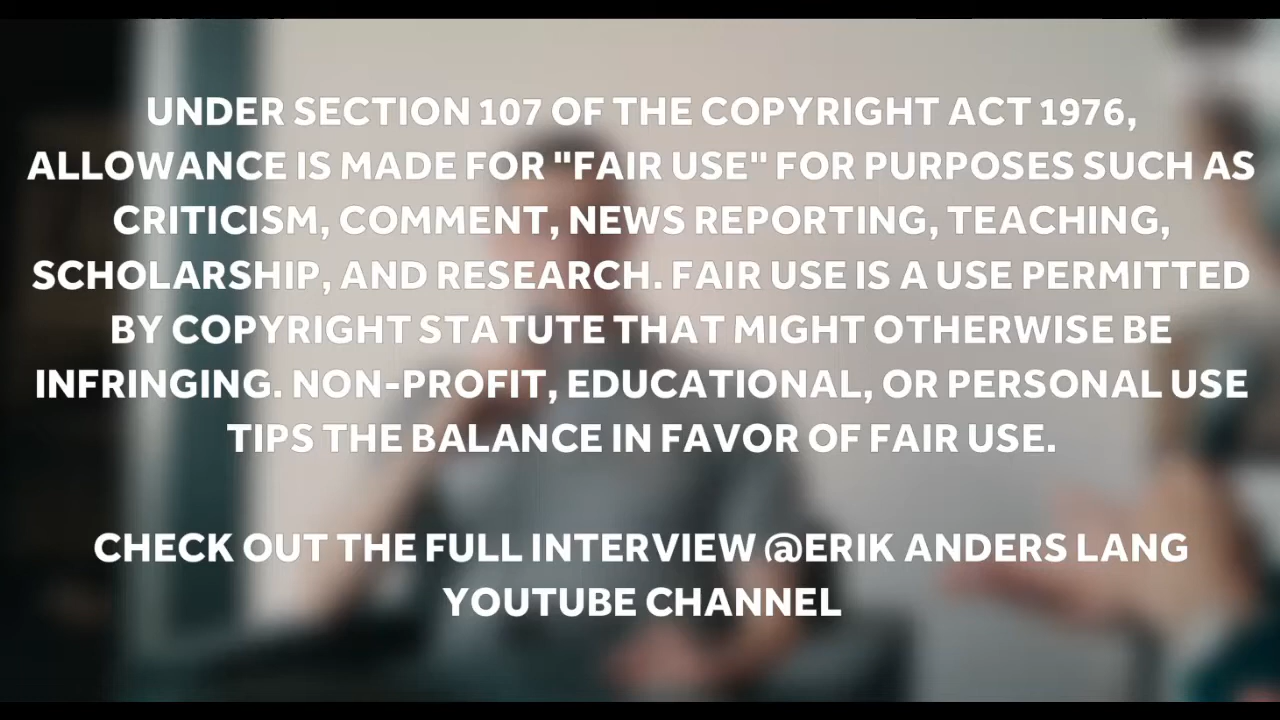 UNDER SECTION 107 OF THE COPYRIGHT ACT 1976,
ALLOWANCE IS MADE FOR "FAIR USE" FOR PURPOSES SUCH AS
CRITICISM, COMMENT, NEWS REPORTING, TEACHING,
SCHOLARSHIP, AND RESEARCH. FAIR USE IS A USE PERMITTED
BY COPYRIGHT STATUTE THAT MIGHT OTHERWISE BE
INFRINGING. NON-PROFIT, EDUCATIONAL, OR PERSONAL USE
TIPS THE BALANCE IN FAVOR OF FAIR USE.
CHECK OUT THE FULL INTERVIEW @ERIK ANDERS LANG
YOUTUBE CHANNEL